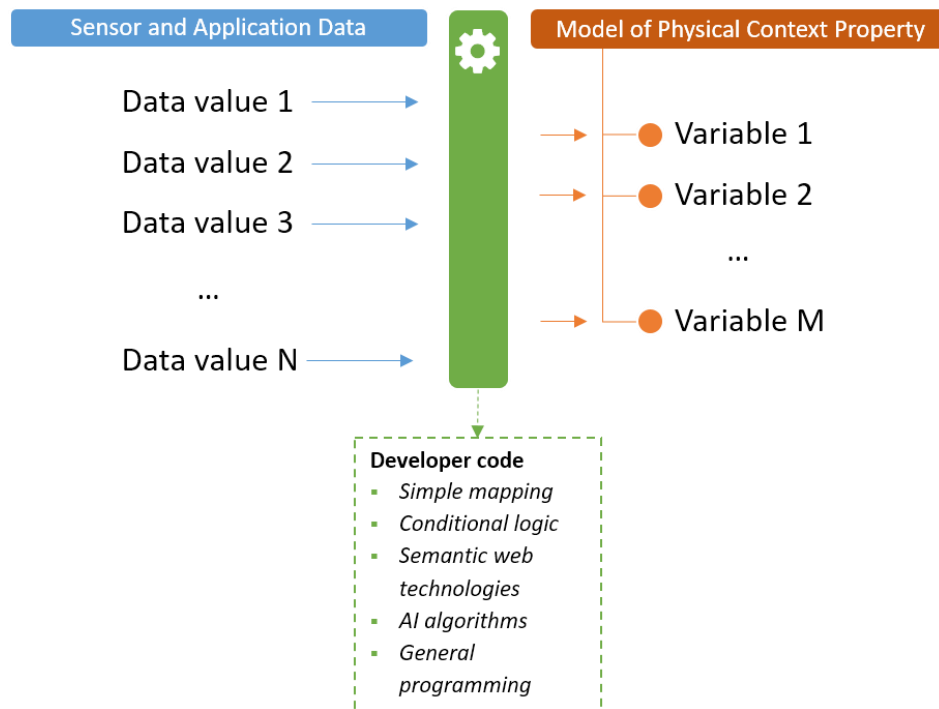 Sensor and Application Data
Model of Physical Context Property
Data value 1
Data value 2
Data value 3
...
Data value N
Variable 1
Variable 2
...
Variable M
Developer code
▪ Simple mapping
▪ Conditional logic
▪ Semantic web
technologies
▪ AI algorithms
▪ General
programming